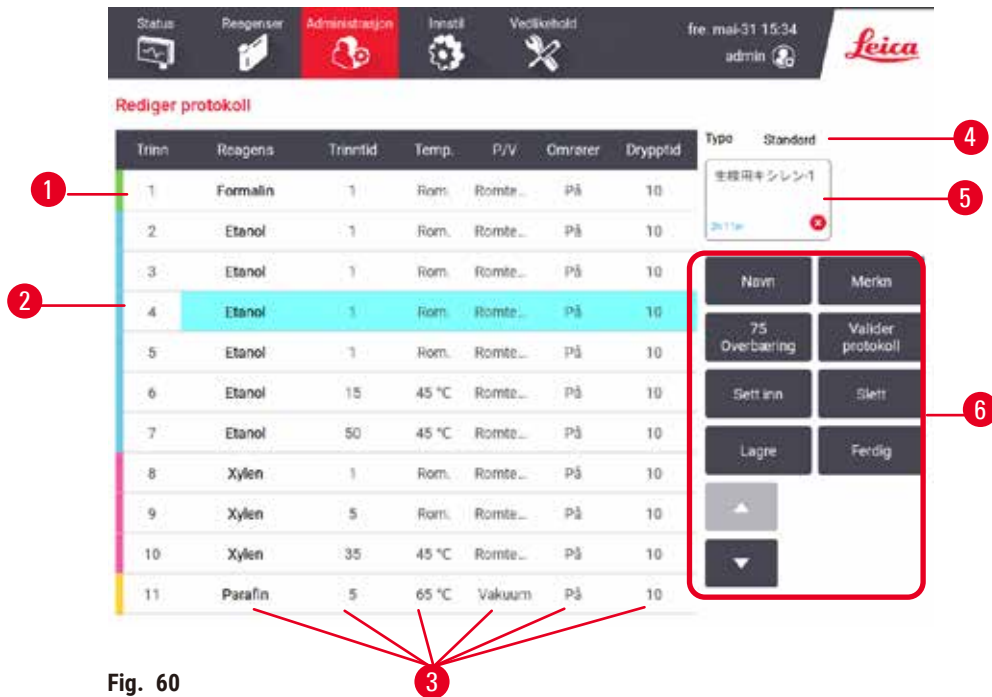 Status Reagenser Administrasjon Innstil Vedlikehold fre. mai-31 15:34
admin Leica
Rediger protokoll
Trinn Reagens Trinntid Temp. P/V Omrører Drypptid Type Standard 4
1 1 Formalin 1 Rom. Romte... På 10 生検用キシレン-1 5
2 Etanol 1 Rom. Romte... På 10
3 Etanol 1 Rom. Romte... På 10 Navn Merkn
2 4 Etanol 1 Rom. Romte... På 10
75 Overbæring Valider protokoll
5 Etanol 1 Rom. Romte... På 10
6 Etanol 15 45 °C Romte... På 10 Sett inn Slett 6
7 Etanol 50 45 °C Romte... På 10 Lagre Ferdig
8 Xylen 1 Rom. Romte... På 10
9 Xylen 5 Rom. Romte... På 10
10 Xylen 35 45 °C Romte... På 10
11 Parafin 5 65 °C Vakuum På 10
Fig. 60 3